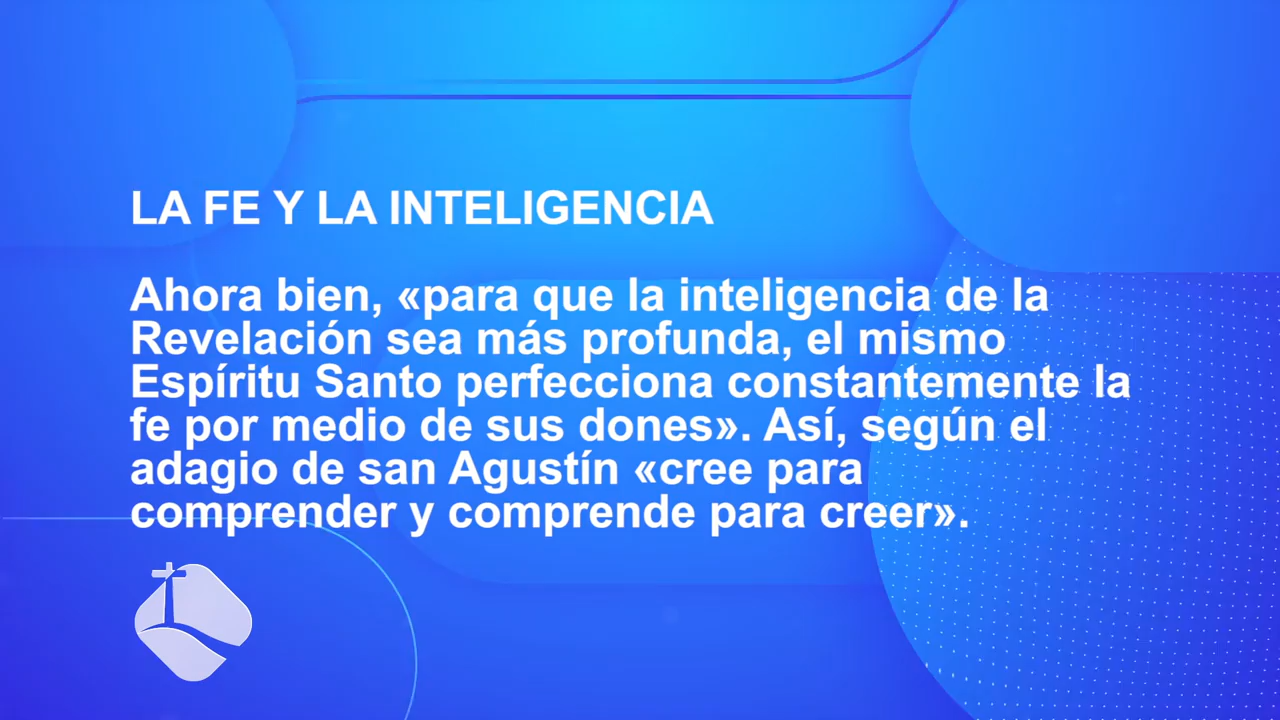 LA FE Y LA INTELIGENCIA
Ahora bien, «para que la inteligencia de la
Revelación sea más profunda, el mismo
Espíritu Santo perfecciona constantemente la
fe por medio de sus dones». Así, según el
adagio de san Agustín «cree para
comprender y comprende para creer».